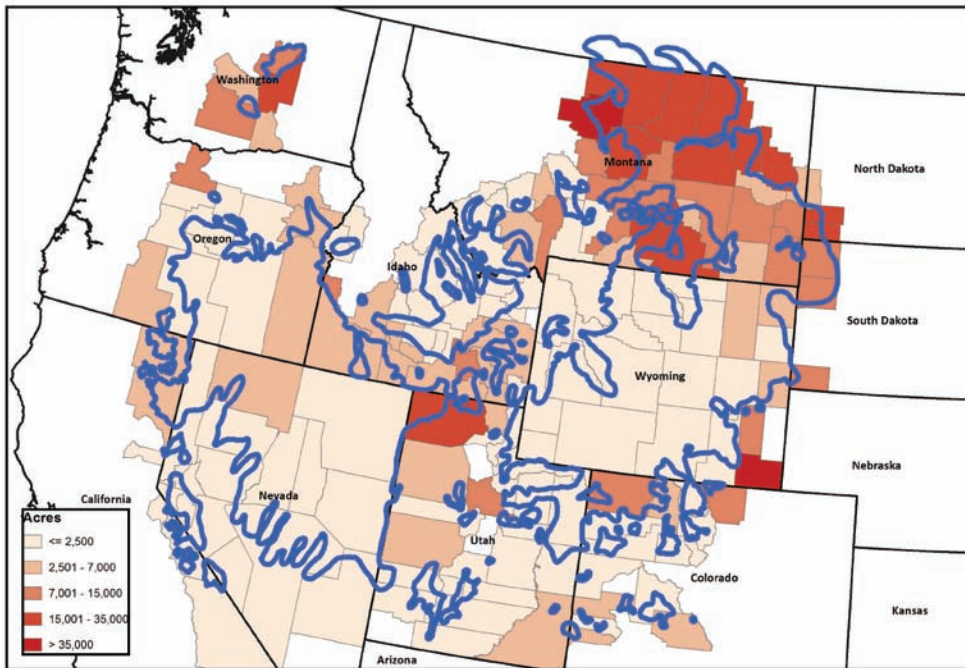 Washington
Montana
North Dakota
Oregon
Idaho
South Dakota
Wyoming
Nebraska
California
Nevada
Utah
Colorado
Kansas
Arizona
Acres
<= 2,500
2,501 - 7,000
7,001 - 15,000
15,001 - 35,000
> 35,000